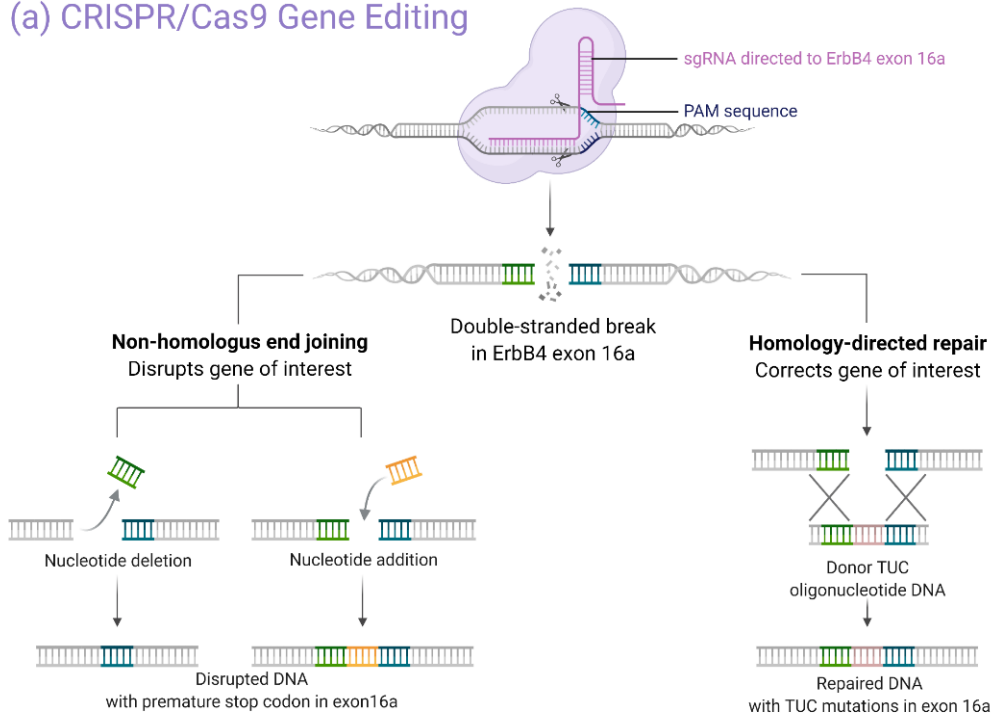 (a) CRISPR/Cas9 Gene Editing
sgRNA directed to ErbB4 exon 16a
PAM sequence
Double-stranded break
in ErbB4 exon 16a
Non-homologus end joining
Disrupts gene of interest
Homology-directed repair
Corrects gene of interest
Nucleotide deletion
Nucleotide addition
Donor TUC
oligonucleotide DNA
Disrupted DNA
with premature stop codon in exon16a
Repaired DNA
with TUC mutations in exon 16a